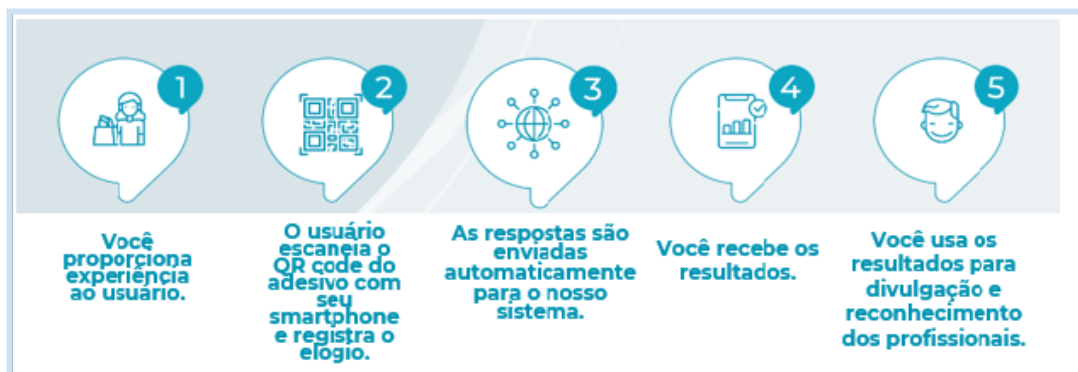 1
Você
proporciona
experiência
ao usuário.
2
O usuário
escaneia o
QR code do
adesivo com
seu
smartphone
e registra o
elogio.
3
As respostas são
enviadas
automaticamente
para o nosso
sistema.
4
Você recebe os
resultados.
5
Você usa os
resultados para
divulgação e
reconhecimento
dos profissionais.